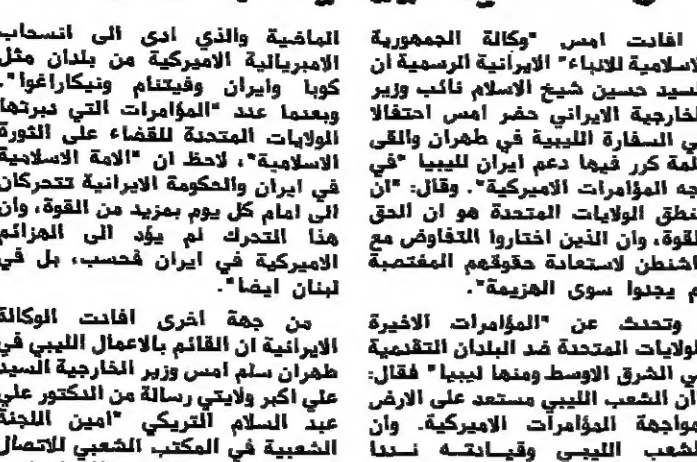 افادت امس "وكالة الجمهورية
الاسلامية للانباء" الايرانية الرسمية ان
السيد حسين شيخ الاسلام نائب وزير
الخارجية الايراني حضر امس احتفالا
في السفارة الليبية في طهران والقى
كلمة كرر فيها دعم ايران لليبيا "في
المؤامرات الاميركية". وقال: "ان
منطق الولايات المتحدة هو ان الحق
القوة، وان الذين اختاروا التفاوض مع
واشنطن لاستعادة حقوقهم المغتصبة
لم يجدوا سوى الهزيمة".
وتحدث عن "المؤامرات الاخيرة
للولايات المتحدة ضد البلدان التقدمية
في الشرق الاوسط ومنها ليبيا" فقال:
"ان الشعب الليبي مستعد على الارض
لمواجهة المؤامرات الاميركية. وان
الشعب الليبي وقيادته نددا
الماضية والذي ادى الى انسحاب
الامبريالية الاميركية من بلدان مثل
كوبا وايران وفيتنام ونيكاراغوا".
وبعدما عدد "المؤامرات التي دبرتها
الولايات المتحدة للقضاء على الثورة
الاسلامية"، لاحظ ان "الامة الاسلامية
في ايران والحكومة الايرانية تتحركان
الى امام كل يوم بمزيد من القوة، وان
هذا التحرك لم يؤد الى الهزائم
الاميركية في ايران فحسب، بل في
لبنان ايضا".
من جهة اخرى افادت الوكالة
الايرانية ان القائم بالاعمال الليبي في
طهران سلم امس وزير الخارجية السيد
علي اكبر ولايتي رسالة من الدكتور علي
عبد السلام التريكي "امين اللجنة
الشعبية في المكتب الشعبي للاتصال